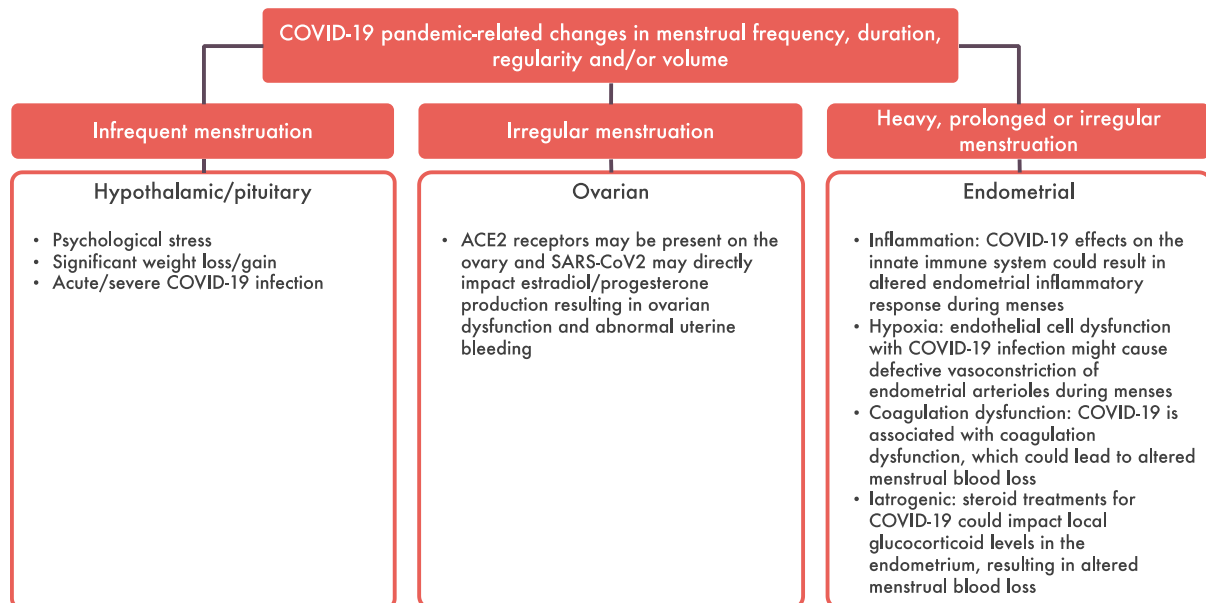 COVID-19 pandemic-related changes in menstrual frequency, duration,
regularity and/or volume
Infrequent menstruation
Hypothalamic/pituitary
• Psychological stress
• Significant weight loss/gain
• Acute/severe COVID-19 infection
Irregular menstruation
Ovarian
• ACE2 receptors may be present on the
ovary and SARS-CoV2 may directly
impact estradiol/progesterone
production resulting in ovarian
dysfunction and abnormal uterine
bleeding
Heavy, prolonged or irregular
menstruation
Endometrial
• Inflammation: COVID-19 effects on the
innate immune system could result in
altered endometrial inflammatory
response during menses
• Hypoxia: endothelial cell dysfunction
with COVID-19 infection might cause
defective vasoconstriction of
endometrial arterioles during menses
• Coagulation dysfunction: COVID-19 is
associated with coagulation
dysfunction, which could lead to altered
menstrual blood loss
• Iatrogenic: steroid treatments for
COVID-19 could impact local
glucocorticoid levels in the
endometrium, resulting in altered
menstrual blood loss